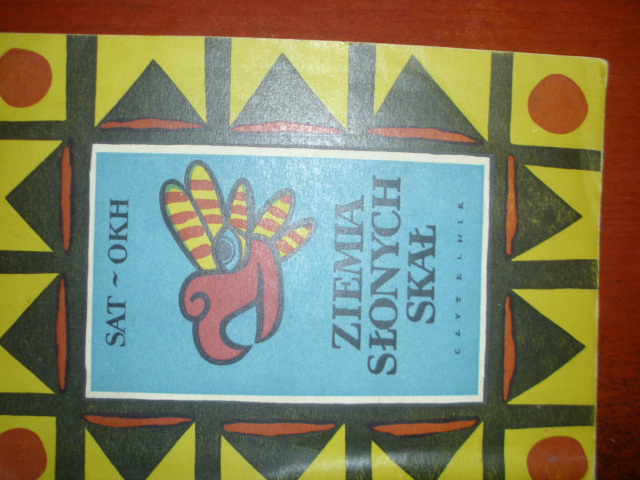 SAT ~ OKH
ZIEMIA
SŁONYCH
SKAŁ
CZYTELNIK